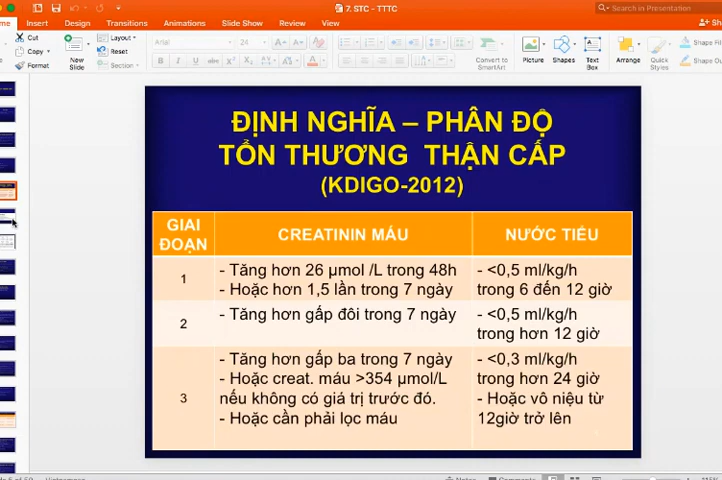 7. STC - TTTC
Search in Presentation
Insert Design Transitions Animations Slide Show Review View
Cut
Copy
Format
New
Slide
Layout
Reset
Section
Arial
24
Convert to
SmartArt
Picture
Shapes
Text
Box
Arrange
Quick
Styles
Shape Fi
ĐỊNH NGHĨA – PHÂN ĐỘ
TỔN THƯƠNG THẬN CẤP
(KDIGO-2012)
GIAI
ĐOẠN
CREATININ MÁU
NƯỚC TIỂU
1
- Tăng hơn 26 µmol /L trong 48h
- Hoặc hơn 1,5 lần trong 7 ngày
- <0,5 ml/kg/h
trong 6 đến 12 giờ
2
- Tăng hơn gấp đôi trong 7 ngày
- <0,5 ml/kg/h
trong hơn 12 giờ
3
- Tăng hơn gấp ba trong 7 ngày
- Hoặc creat. máu >354 µmol/L
nếu không có giá trị trước đó.
- Hoặc cần phải lọc máu
- <0,3 ml/kg/h
trong hơn 24 giờ
- Hoặc vô niệu từ
12giờ trở lên